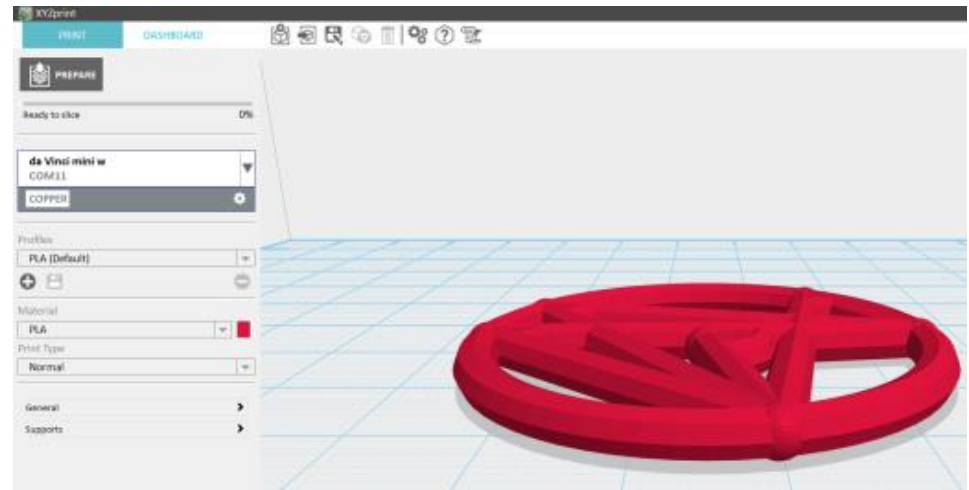 XYZprint
PRINT DASHBOARD
PREPARE
Ready to slice 0%
da Vinci mini w
COM11
COPPER
Profiles
PLA (Default)
Material
PLA
Print Type
Normal
General
Supports